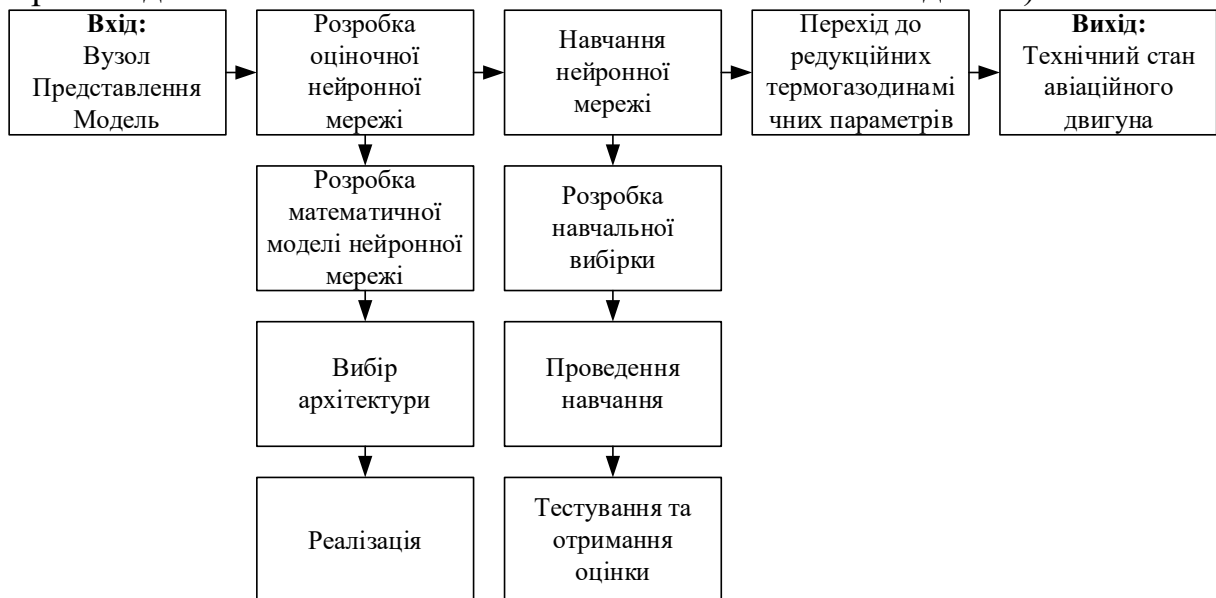 Вхід:
Вузол
Представлення
Модель
Розробка
оціночної
нейронної
мережі
Навчання
нейронної
мережі
Перехід до
редукційних
термогазодинамі
чних параметрів
Вихід:
Технічний стан
авіаційного
двигуна
Розробка
математичної
моделі нейронної
мережі
Розробка
навчальної
вибірки
Вибір
архітектури
Проведення
навчання
Реалізація
Тестування та
отримання
оцінки